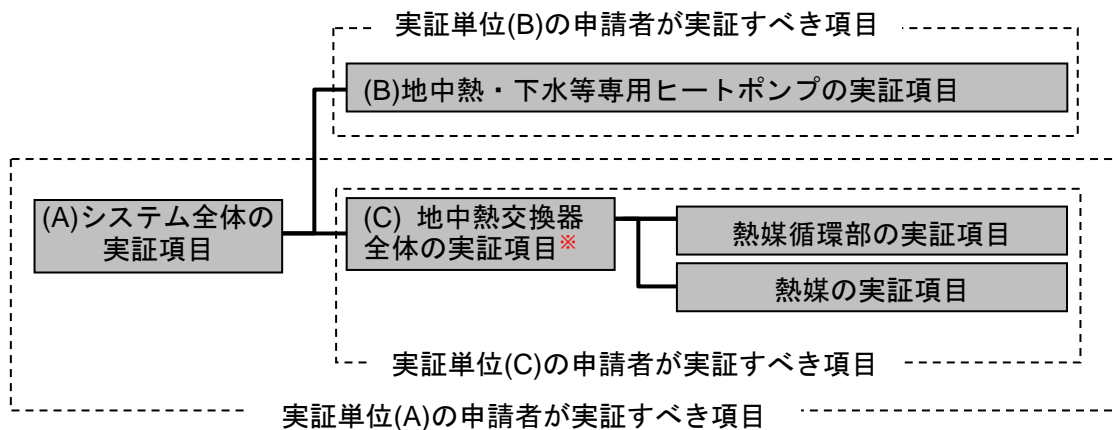 実証単位(B)の申請者が実証すべき項目
(B)地中熱・下水等専用ヒートポンプの実証項目
(A)システム全体の
実証項目
(C) 地中熱交換器
全体の実証項目※
熱媒循環部の実証項目
熱媒の実証項目
実証単位(C)の申請者が実証すべき項目
実証単位(A)の申請者が実証すべき項目